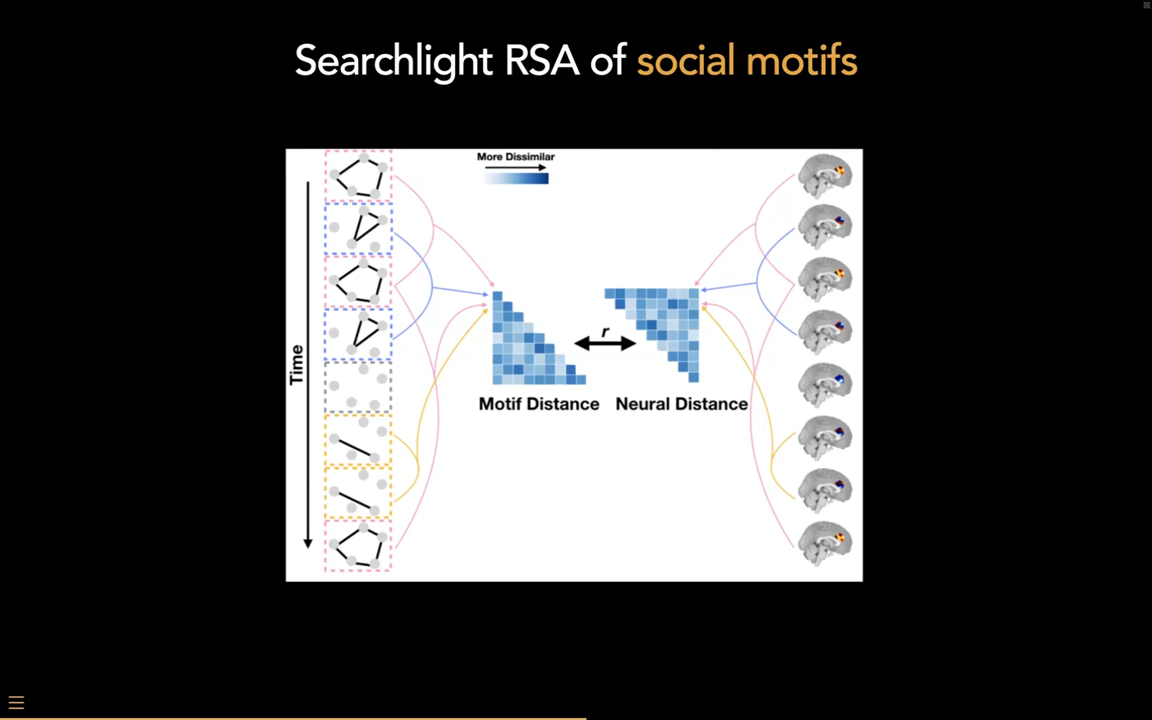 Searchlight RSA of social motifs
More Dissimilar
Time
r
Motif Distance
Neural Distance